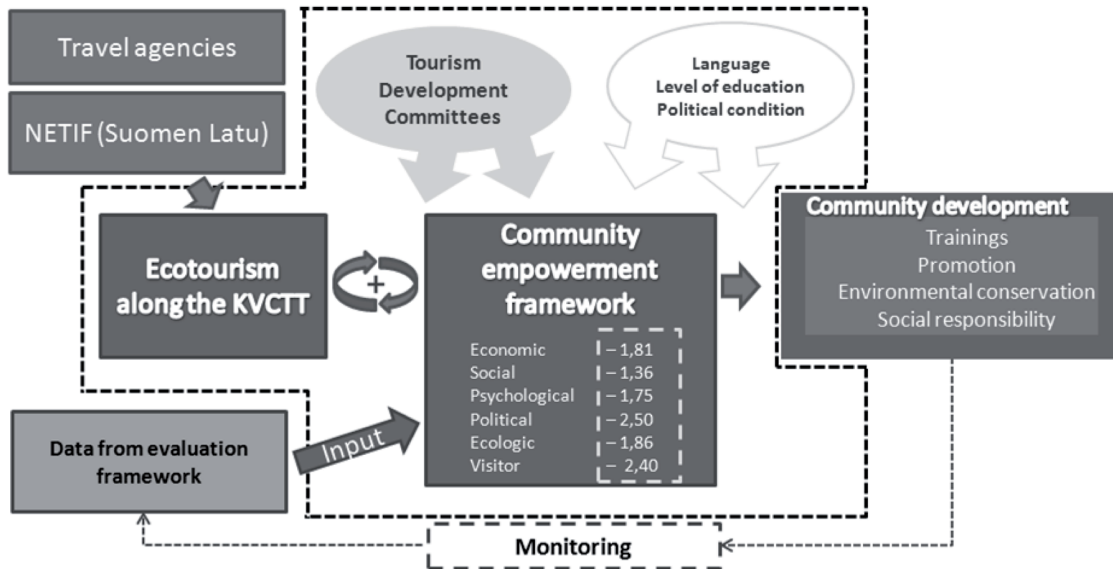 Travel agencies
NETIF (Suomen Latu)
Tourism
Development
Committees
Language
Level of education
Political condition
Ecotourism
along the KVCTT
+
Community
empowerment
framework
Economic – 1,81
Social – 1,36
Psychological – 1,75
Political – 2,50
Ecologic – 1,86
Visitor – 2,40
Community development
Trainings
Promotion
Environmental conservation
Social responsibility
Data from evaluation
framework
Input
Monitoring